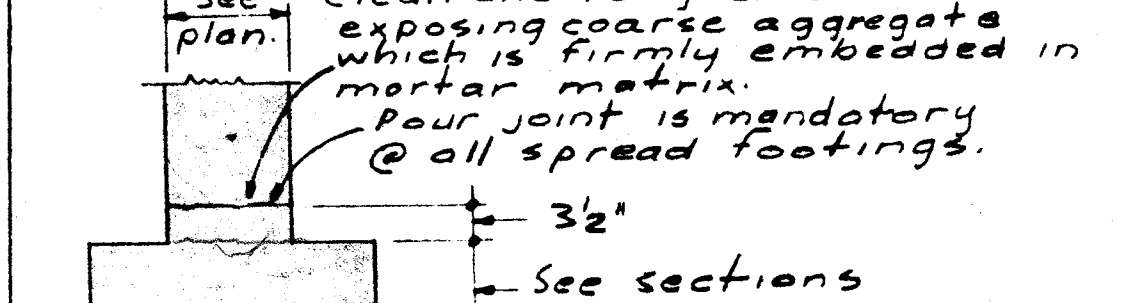 see
plan.
exposing coarse aggregate
which is firmly embedded in
mortar matrix.
Pour joint is mandatory
@ all spread footings.
3½"
See sections